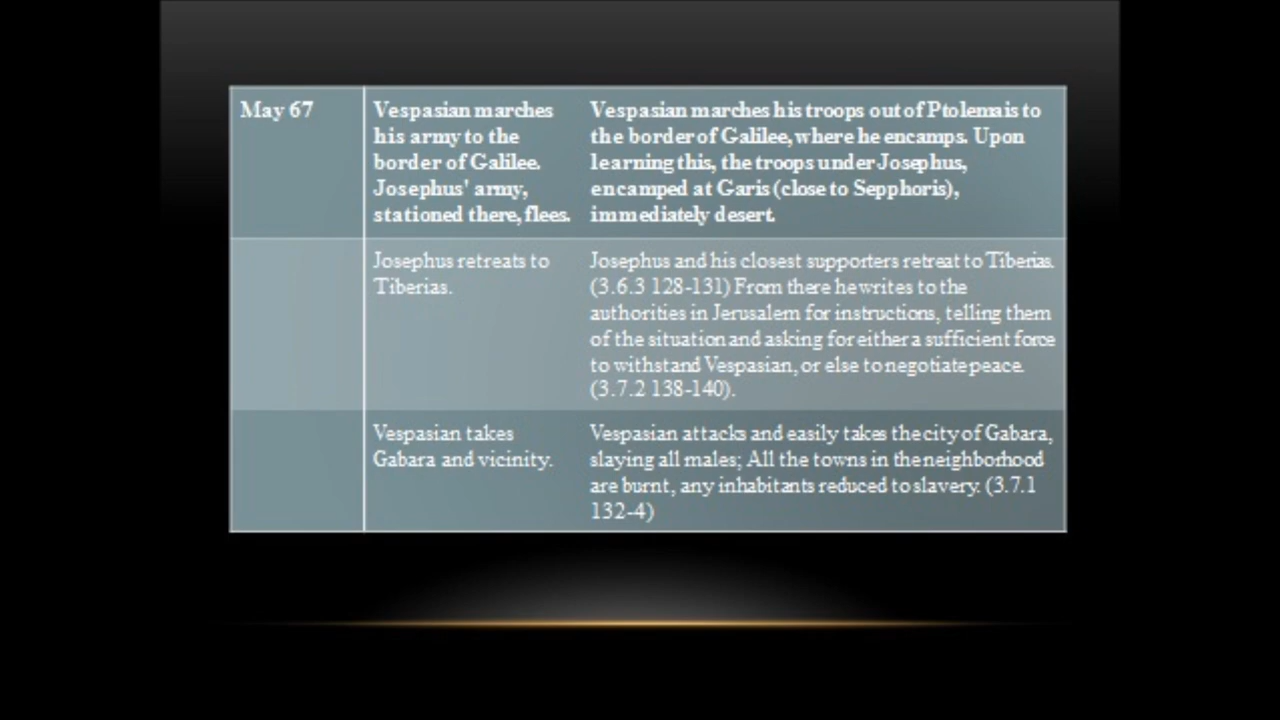 May 67
Vespasian marches
his army to the
border of Galilee.
Josephus' army,
stationed there, flees.
Vespasian marches his troops out of Ptolemais to
the border of Galilee, where he encamps. Upon
learning this, the troops under Josephus,
encamped at Garis (close to Sepphoris),
immediately desert.
Josephus retreats to
Tiberias.
Josephus and his closest supporters retreat to Tiberias.
(3.6.3 128-131) From there he writes to the
authorities in Jerusalem for instructions, telling them
of the situation and asking for either a sufficient force
to withstand Vespasian, or else to negotiate peace.
(3.7.2 138-140).
Vespasian takes
Gabara and vicinity.
Vespasian attacks and easily takes the city of Gabara,
slaying all males; All the towns in the neighborhood
are burnt, any inhabitants reduced to slavery. (3.7.1
132-4)